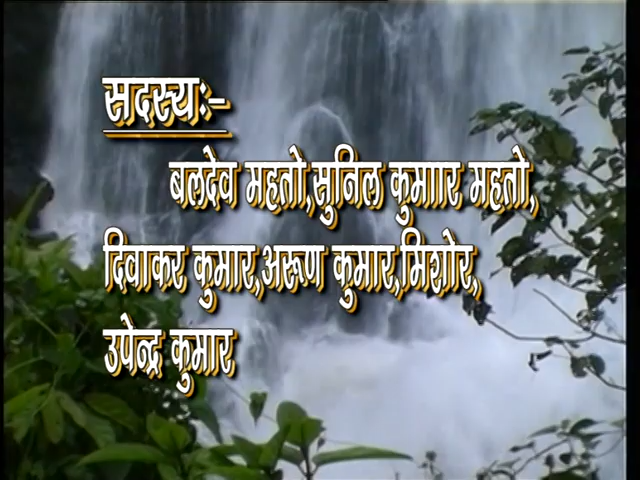 सदस्यः-
बलदेव महतो,सुनिल कुमाार महतो,
दिवाकर कुमार,अरूण कुमार,मिशोर,
उपेन्द्र कुमार